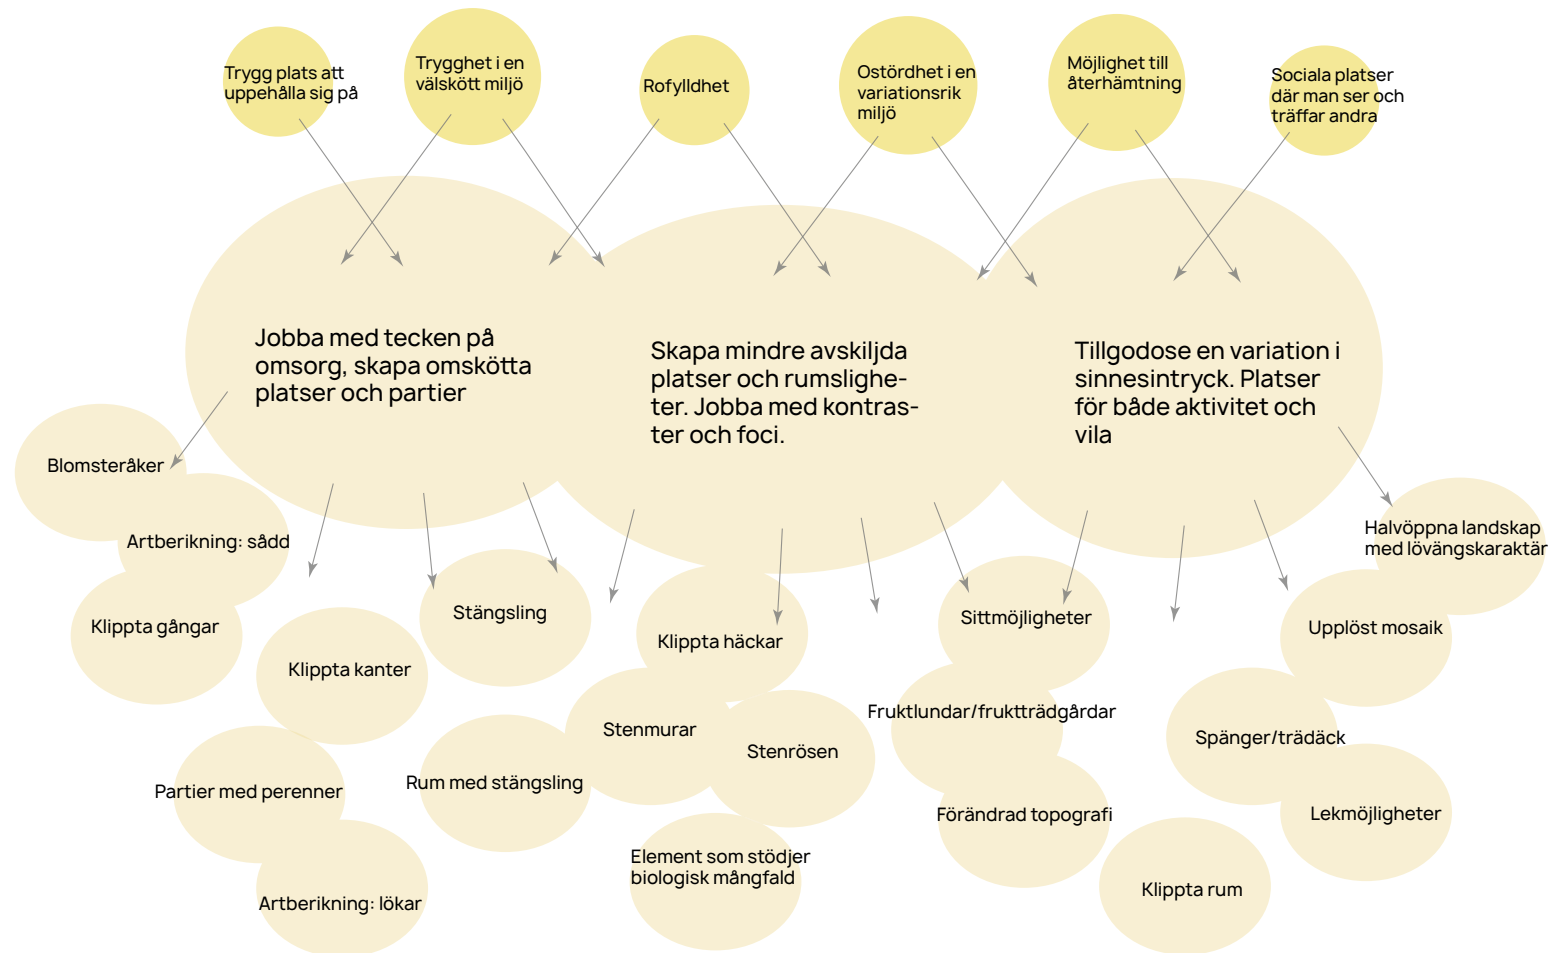 Trygg plats att
uppehålla sig på
Trygghet i en
välskött miljö
Rofylldhet
Ostördhet i en
variationsrik
miljö
Möjlighet till
återhämtning
Sociala platser
där man ser och
träffar andra
Jobba med tecken på
omsorg, skapa omskötta
platser och partier
Skapa mindre avskiljda
platser och rumslighe-
ter. Jobba med kontras-
ter och foci.
Tillgodose en variation i
sinnesintryck. Platser
för både aktivitet och
vila
Blomsteråker
Artberikning: sådd
Klippta gångar
Klippta kanter
Stängsling
Partier med perenner
Artberikning: lökar
Rum med stängsling
Klippta häckar
Stenmurar
Stenrösen
Element som stödjer
biologisk mångfald
Sittmöjligheter
Fruktlundar/fruktträdgårdar
Förändrad topografi
Halvöppna landskap
med lövängskaraktär
Upplöst mosaik
Spänger/trädäck
Lekmöjligheter
Klippta rum